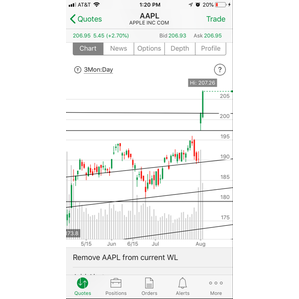 AT&T 1:20 PM 20%
Quotes AAPL Trade
APPLE INC COM
206.95 5.45 (+2.70%) Bid 206.93 Ask 206.95
Chart News Options Depth Profile
3Mon:Day ?
Hi: 207.26
205
200
195
190
185
180
175
173.8
5/15 Jun 6/15 Jul Aug
Remove AAPL from current WL
Quotes Positions Orders Alerts More